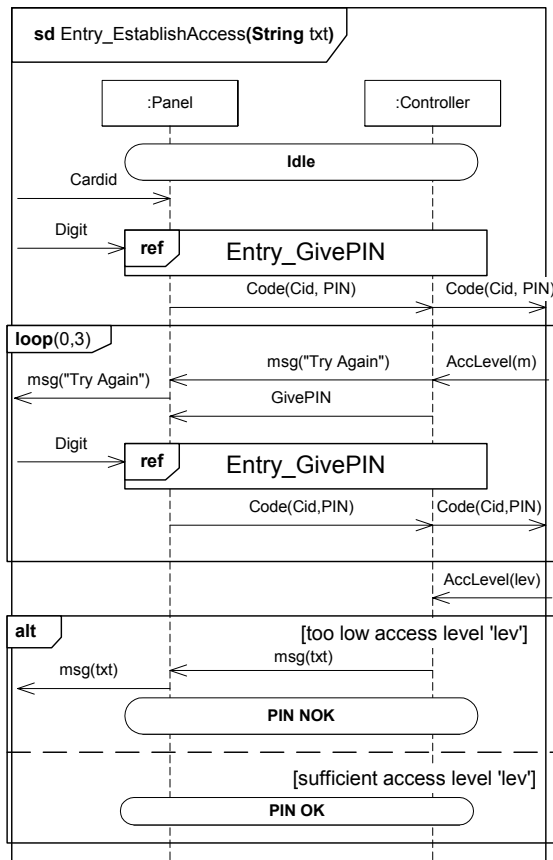 sd Entry_EstablishAccess(String txt)
:Panel
:Controller
Idle
Cardid
Digit
ref
Entry_GivePIN
Code(Cid, PIN)
Code(Cid, PIN)
loop(0,3)
msg("Try Again")
AccLevel(m)
msg("Try Again")
GivePIN
Digit
ref
Entry_GivePIN
Code(Cid,PIN)
Code(Cid,PIN)
AccLevel(lev)
alt
[too low access level 'lev']
msg(txt)
msg(txt)
PIN NOK
[sufficient access level 'lev']
PIN OK